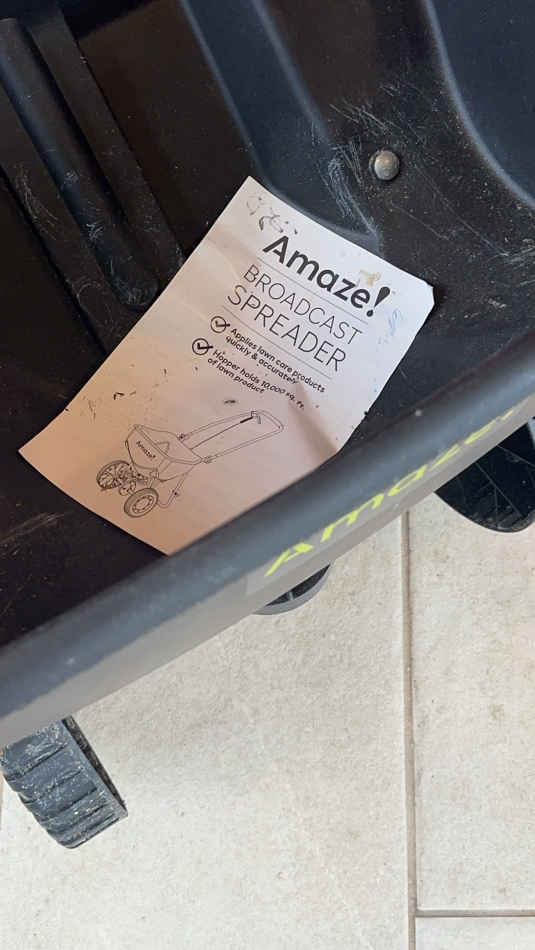 Amaze!
BROADCAST
SPREADER
Applies lawn care products
quickly & accurately
Hopper holds 10,000 sq. ft.
of lawn product
Amaze!
Amaze!